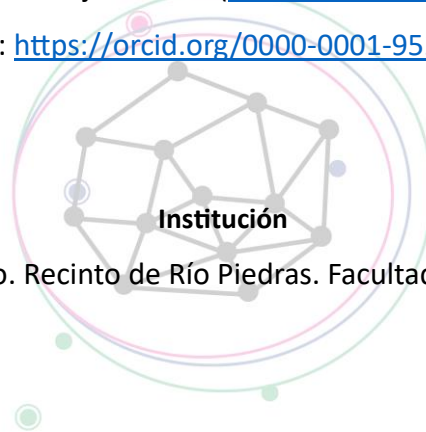 : https://orcid.org/0000-0001-95
Institución
o. Recinto de Río Piedras. Facultad